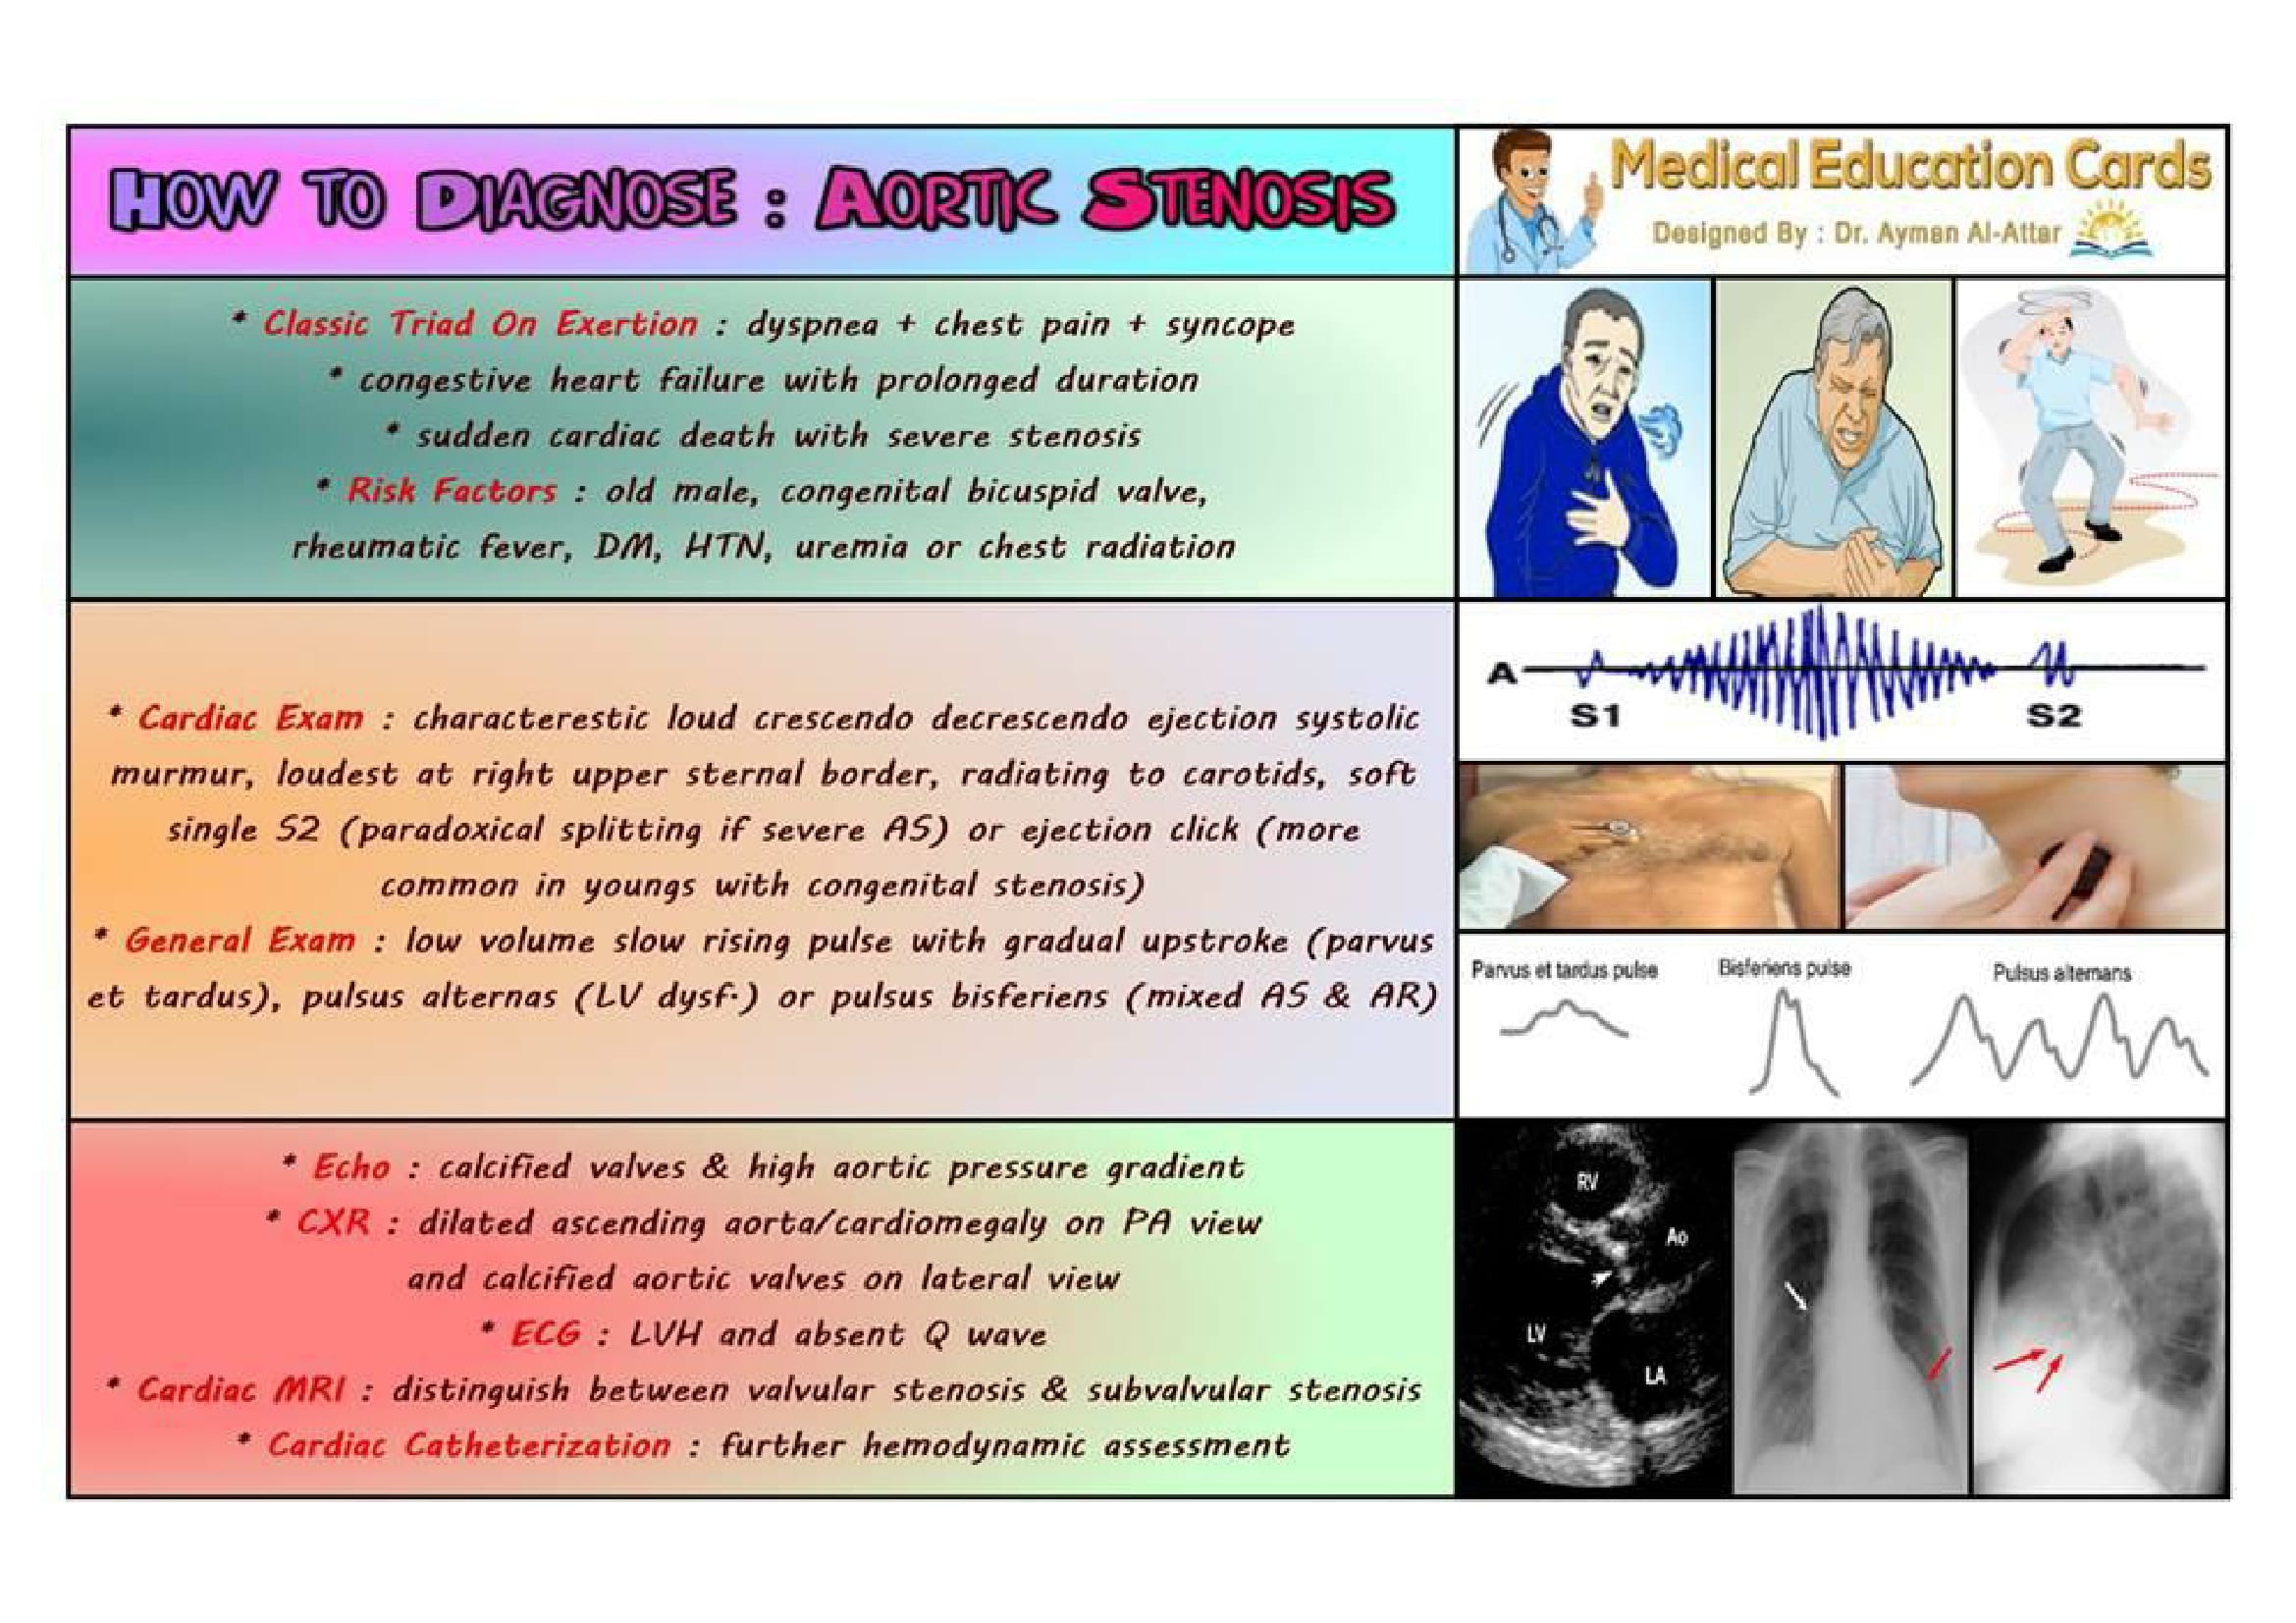 HOW TO DIAGNOSE : AORTIC STENOSIS
Medical Education Cards
Designed By : Dr. Ayman Al-Attar
* Classic Triad On Exertion : dyspnea + chest pain + syncope
* congestive heart failure with prolonged duration
* sudden cardiac death with severe stenosis
* Risk Factors : old male, congenital bicuspid valve,
rheumatic fever, DM, HTN, uremia or chest radiation
* Cardiac Exam : characterestic loud crescendo decrescendo ejection systolic
murmur, loudest at right upper sternal border, radiating to carotids, soft
single S2 (paradoxical splitting if severe AS) or ejection click (more
common in youngs with congenital stenosis)
* General Exam : low volume slow rising pulse with gradual upstroke (parvus
et tardus), pulsus alternas (LV dysf.) or pulsus bisferiens (mixed AS & AR)
A
S1 S2
Parvus et tardus pulse Bisferiens pulse Pulsus alternans
* Echo : calcified valves & high aortic pressure gradient
* CXR : dilated ascending aorta/cardiomegaly on PA view
and calcified aortic valves on lateral view
* ECG : LVH and absent Q wave
* Cardiac MRI : distinguish between valvular stenosis & subvalvular stenosis
* Cardiac Catheterization : further hemodynamic assessment
RV
Ao
LV
LA